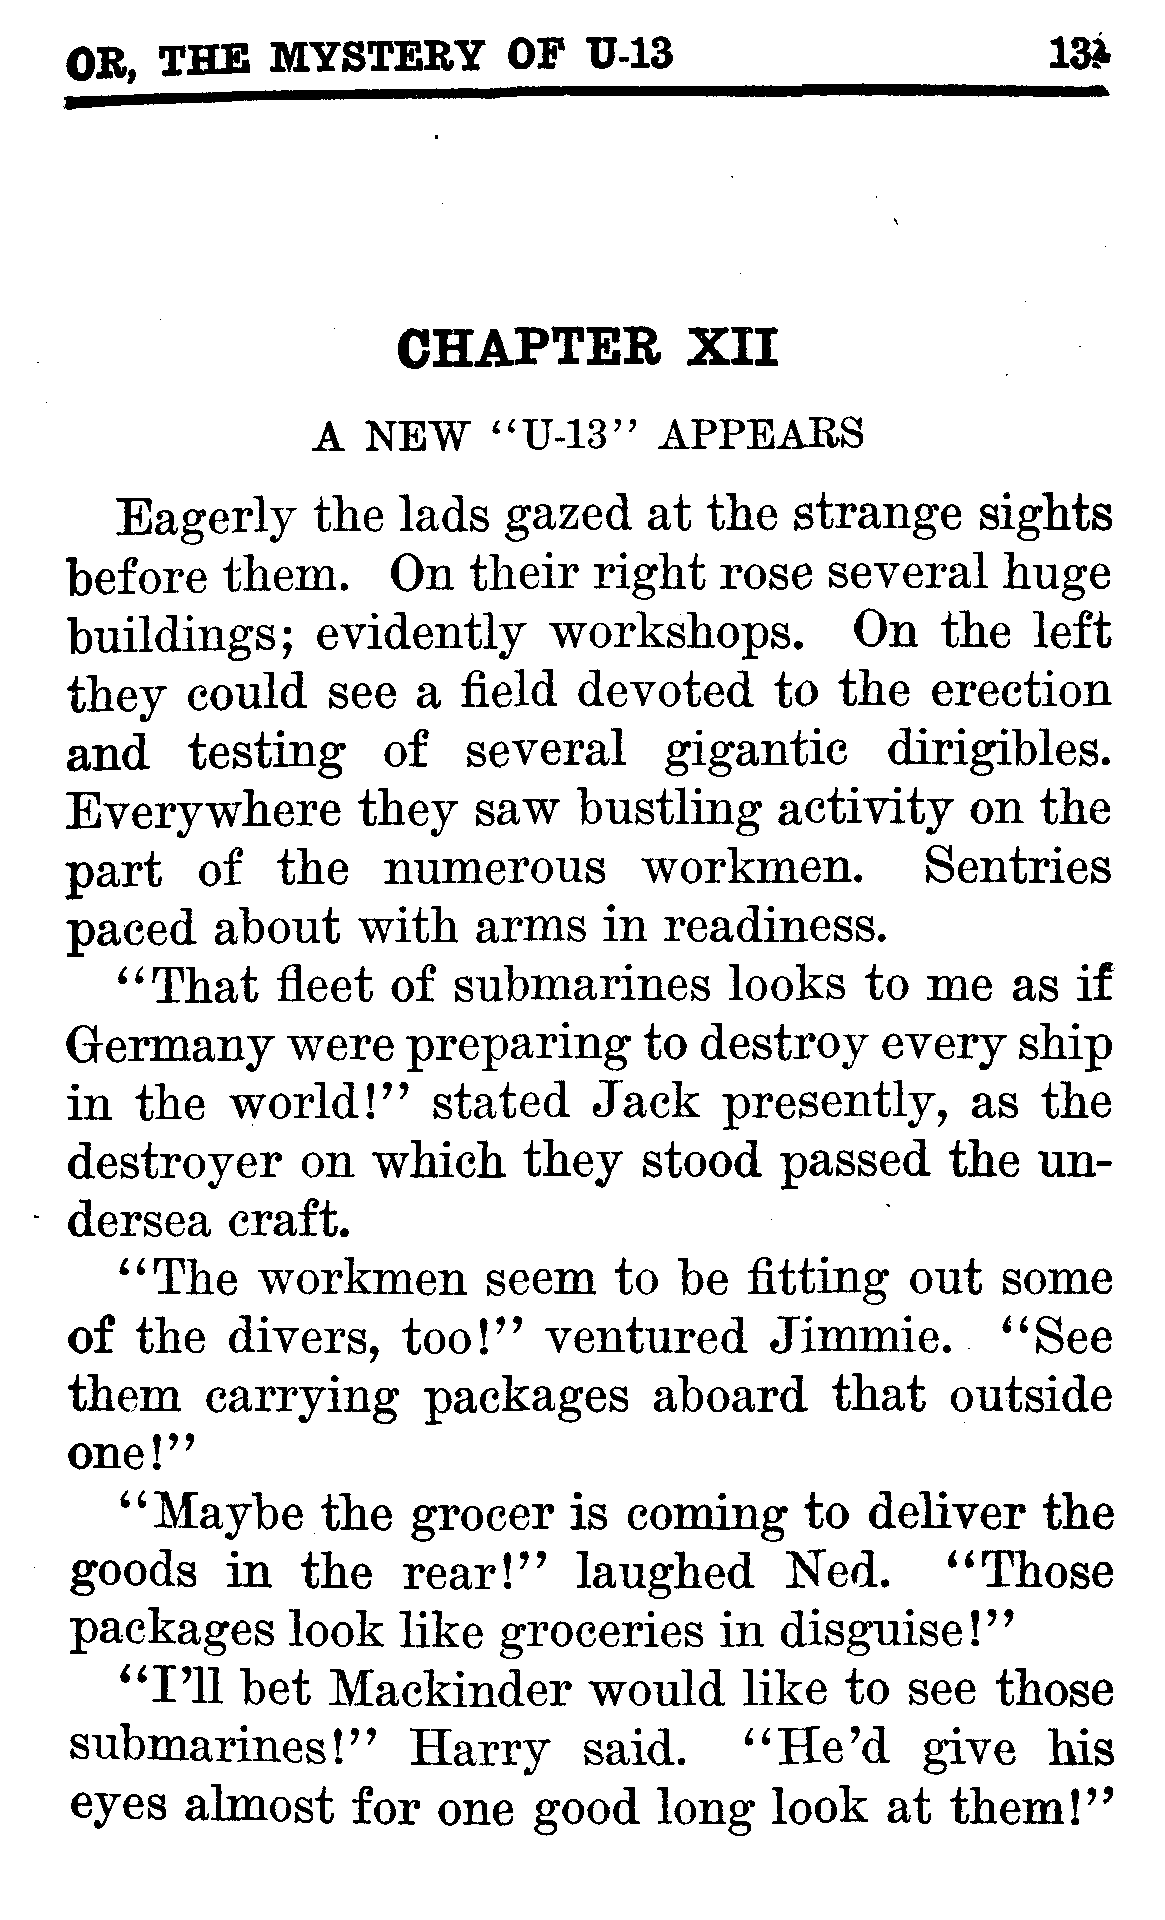 OR, THE MYSTERY OF U-13
CHAPTER XII
A NEW “U-13” APPEARS
Eagerly the lads gazed at the strange sights
before them. On their right rose several huge
buildings; evidently workshops. On the left
they could see a field devoted to the erection
and testing of several gigantic dirigibles.
Everywhere they saw bustling activity on the
part of the numerous workmen. Sentries
paced about with arms in readiness.
“That fleet of submarines looks to me as if
Germany were preparing to destroy every ship
in the world!” stated Jack presently, as the
destroyer on which they stood passed the un-
dersea craft.
“The workmen seem to be fitting out some
of the divers, too!” ventured Jimmie. “See
them carrying packages aboard that outside
one!”
“Maybe the grocer is coming to deliver the
goods in the rear!” laughed Ned. “Those
packages look like groceries in disguise!”
“I’ll bet Mackinder would like to see those
submarines!” Harry said. “He’d give his
eyes almost for one good long look at them!”